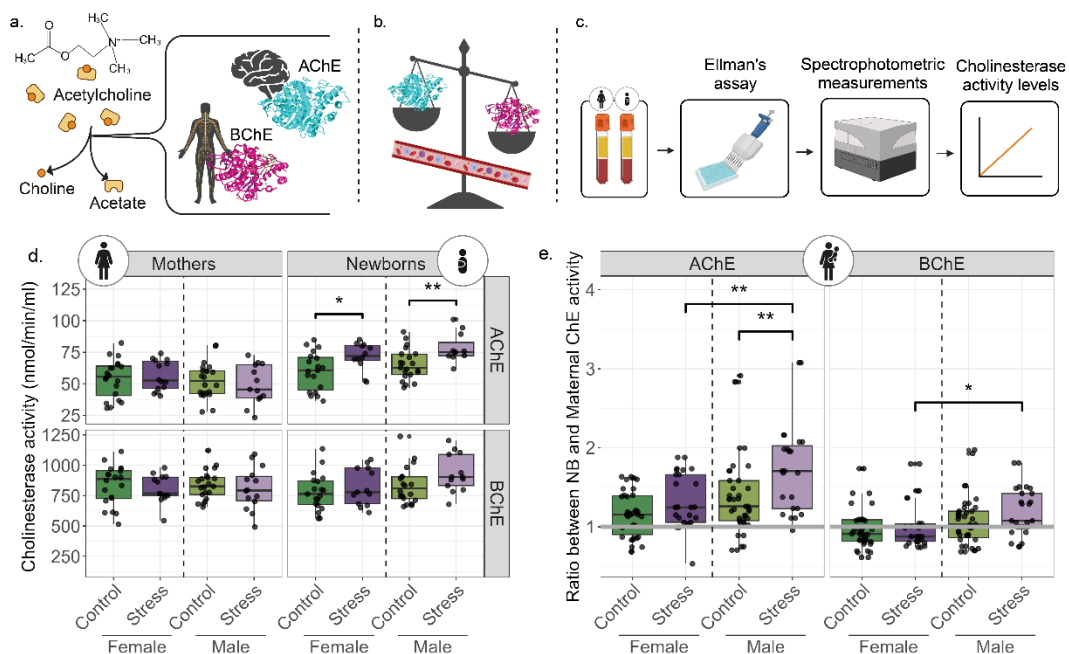 a.
H₃C
O
N
CH₃
H₃C
O
CH₃
Acetylcholine
Choline
Acetate
AChE
BChE
b.
c.
Ellman's
assay
Spectrophotometric
measurements
Cholinesterase
activity levels
d.
Mothers
Newborns
Cholinesterase activity (nmol/min/ml)
125
100
75
50
25
*
**
AChE
1250
1000
750
500
250
BChE
Control
Stress
Control
Stress
Control
Stress
Control
Stress
Female
Male
Female
Male
e.
AChE
BChE
Ratio between NB and Maternal ChE activity
4
3
2
1
**
**
*
Control
Stress
Control
Stress
Control
Stress
Control
Stress
Female
Male
Female
Male